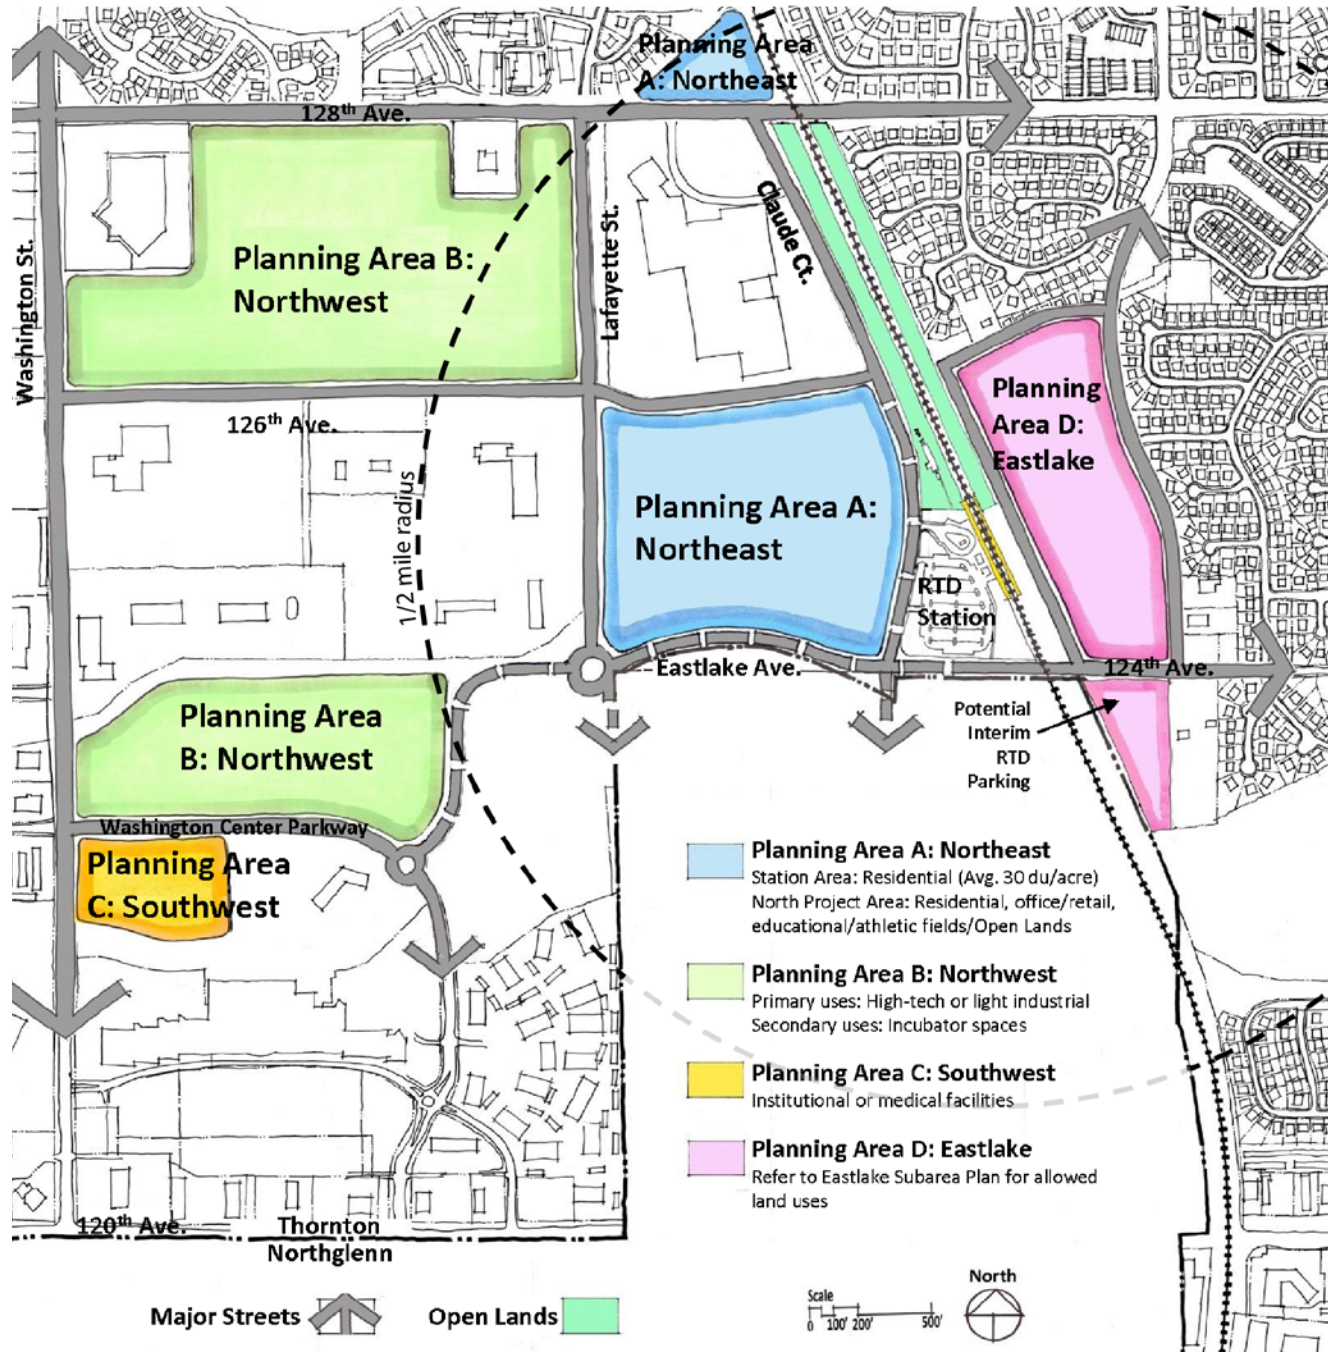 Planning Area
A: Northeast
128th Ave.
Planning Area B:
Northwest
Washington St.
Lafayette St.
Claude Ct.
126th Ave.
1/2 mile radius
Planning Area A:
Northeast
Planning
Area D:
Eastlake
RTD
Station
Eastlake Ave.
124th Ave.
Planning Area
B: Northwest
Potential
Interim
RTD
Parking
Washington Center Parkway
Planning Area
C: Southwest
Planning Area A: Northeast
Station Area: Residential (Avg. 30 du/acre)
North Project Area: Residential, office/retail,
educational/athletic fields/Open Lands
Planning Area B: Northwest
Primary uses: High-tech or light industrial
Secondary uses: Incubator spaces
Planning Area C: Southwest
Institutional or medical facilities
Planning Area D: Eastlake
Refer to Eastlake Subarea Plan for allowed
land uses
120th Ave.
Thornton
Northglenn
Major Streets
Open Lands
Scale
0 100' 200' 500'
North